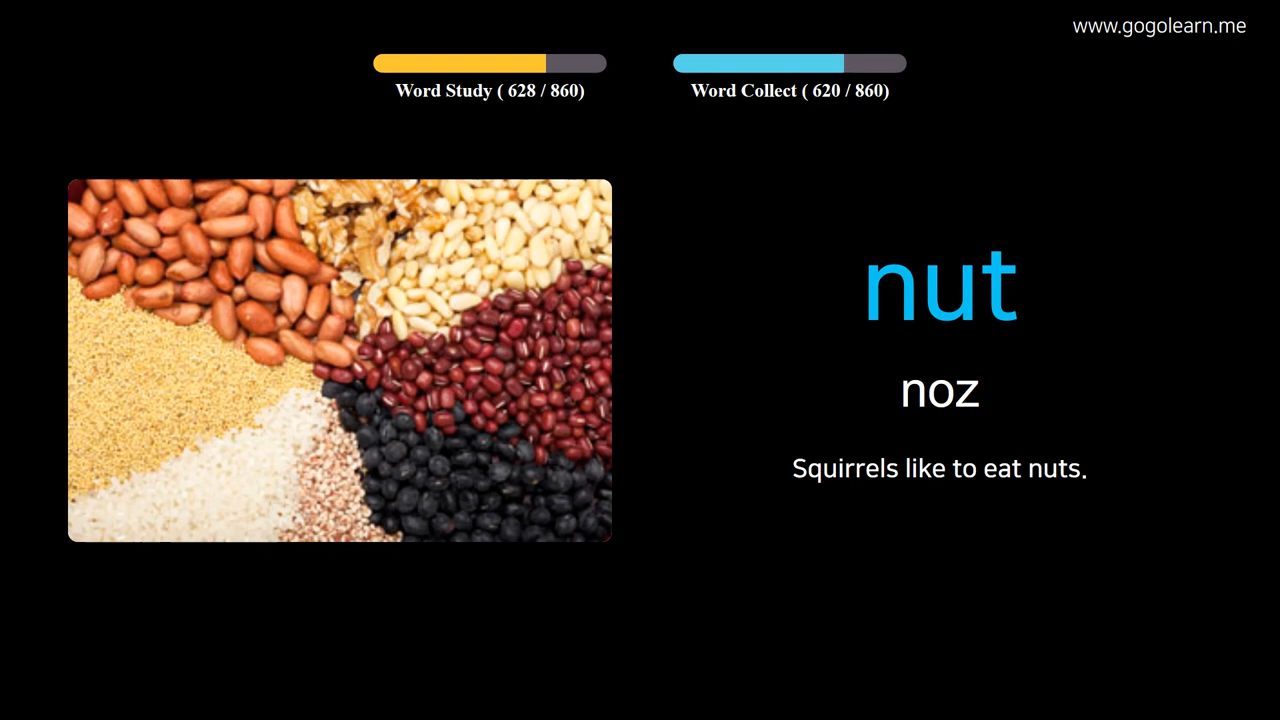 www.gogolearn.me
Word Study ( 628 / 860)
Word Collect ( 620 / 860)
nut
noz
Squirrels like to eat nuts.